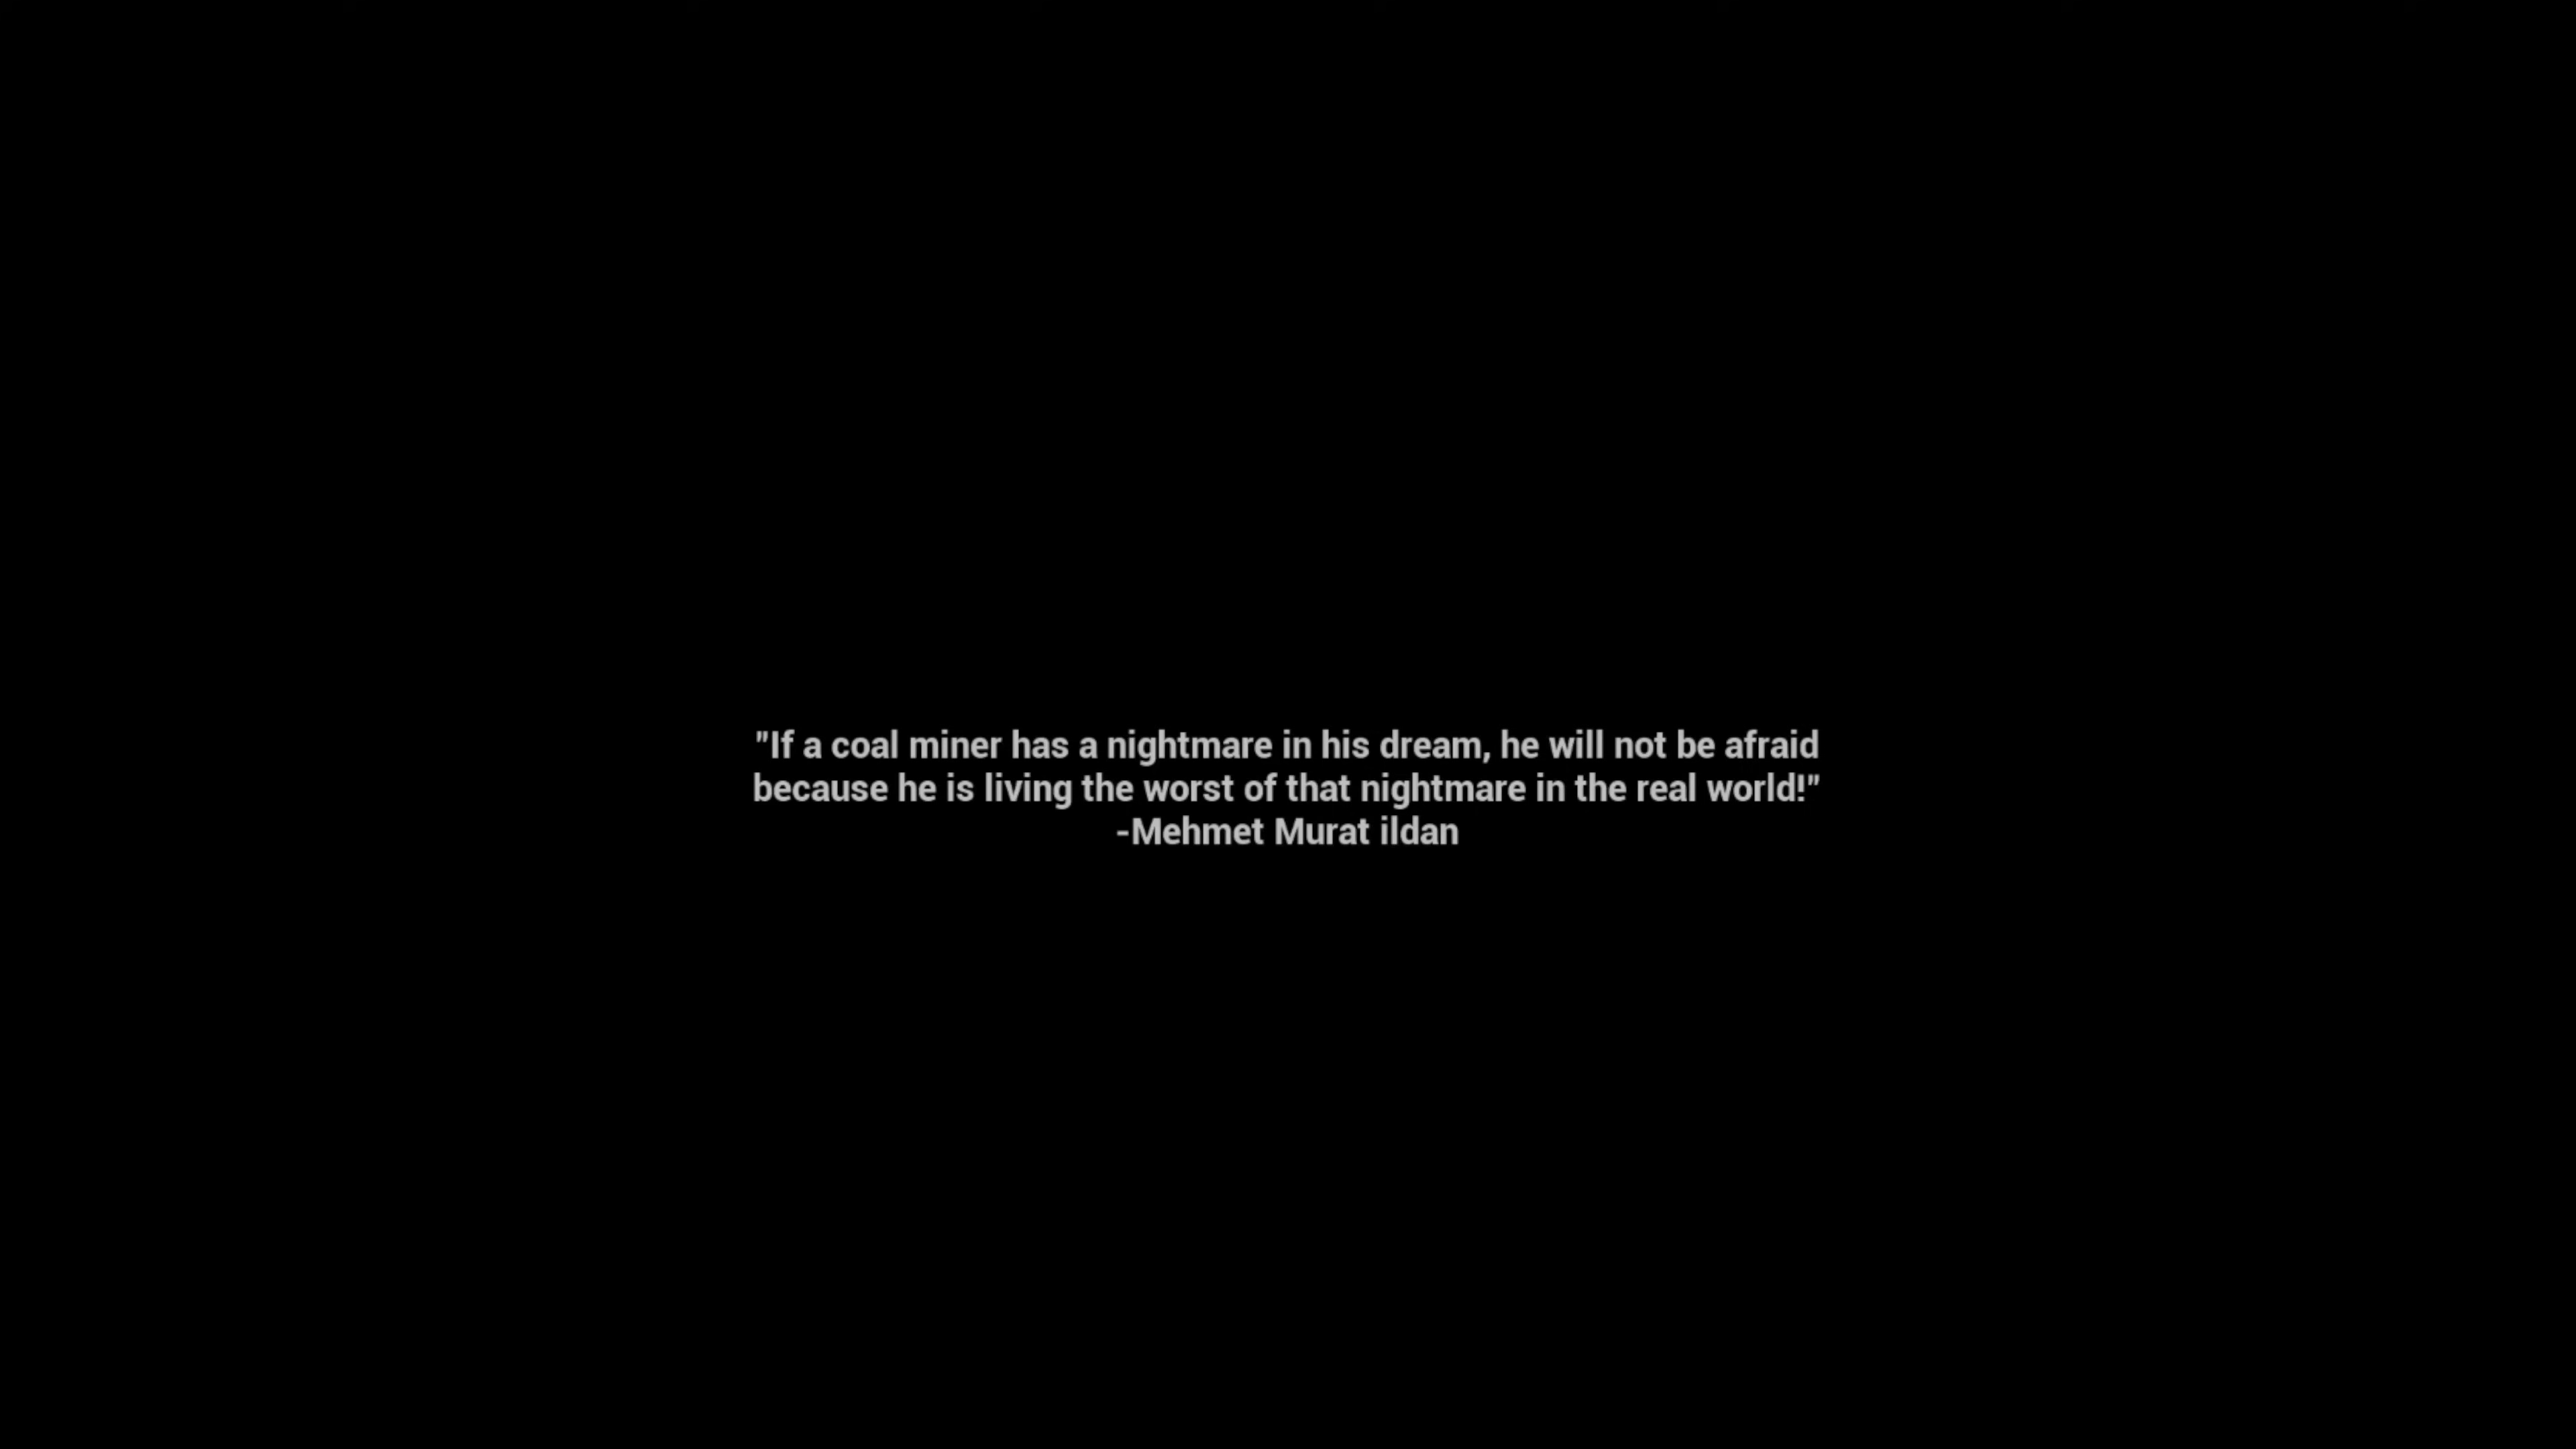 "If a coal miner has a nightmare in his dream, he will not be afraid
because he is living the worst of that nightmare in the real world!"
-Mehmet Murat ildan